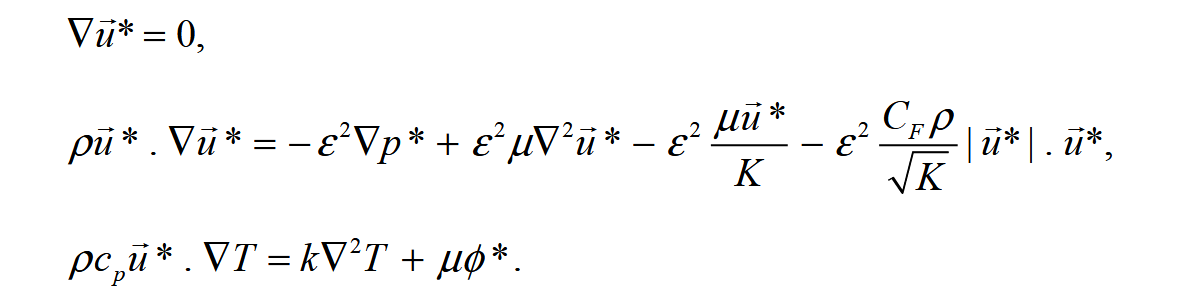 ∇u⃗* = 0,
ρu⃗* . ∇u⃗* = −ε²∇p* + ε²μ∇²u⃗* − ε² μu⃗*/K − ε² C_F ρ/√K |u⃗*| . u⃗*,
ρc_p u⃗* . ∇T = k∇²T + μϕ*.